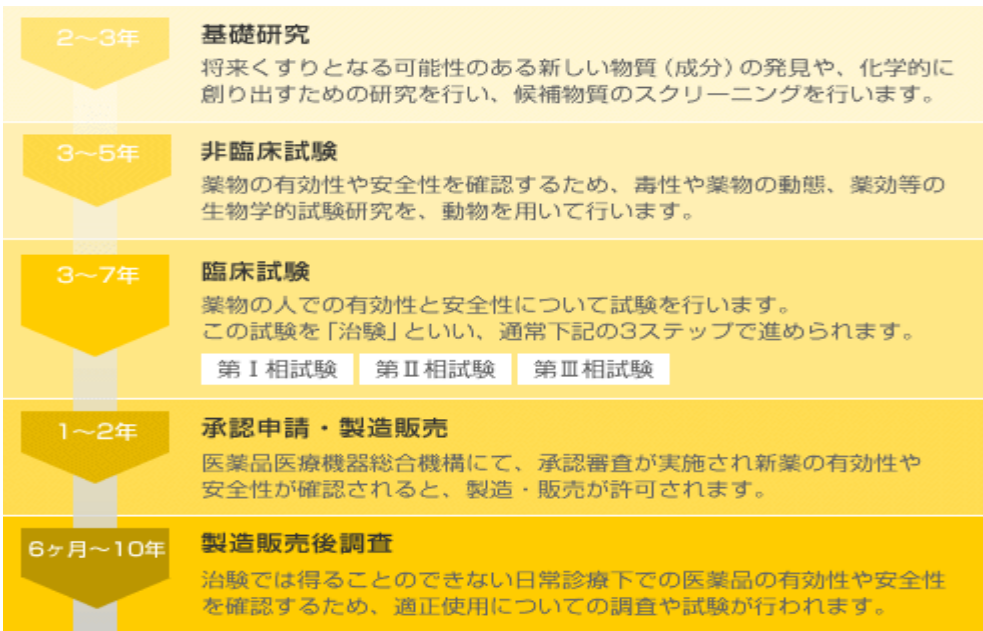 2～3年
基礎研究
将来くすりとなる可能性のある新しい物質（成分）の発見や、化学的に
創り出すための研究を行い、候補物質のスクリーニングを行います。
3～5年
非臨床試験
薬物の有効性や安全性を確認するため、毒性や薬物の動態、薬効等の
生物学的試験研究を、動物を用いて行います。
3～7年
臨床試験
薬物の人での有効性と安全性について試験を行います。
この試験を「治験」といい、通常下記の3ステップで進められます。
第Ⅰ相試験 第Ⅱ相試験 第Ⅲ相試験
1～2年
承認申請・製造販売
医薬品医療機器総合機構にて、承認審査が実施され新薬の有効性や
安全性が確認されると、製造・販売が許可されます。
6ヶ月～10年
製造販売後調査
治験では得ることのできない日常診療下での医薬品の有効性や安全性
を確認するため、適正使用についての調査や試験が行われます。